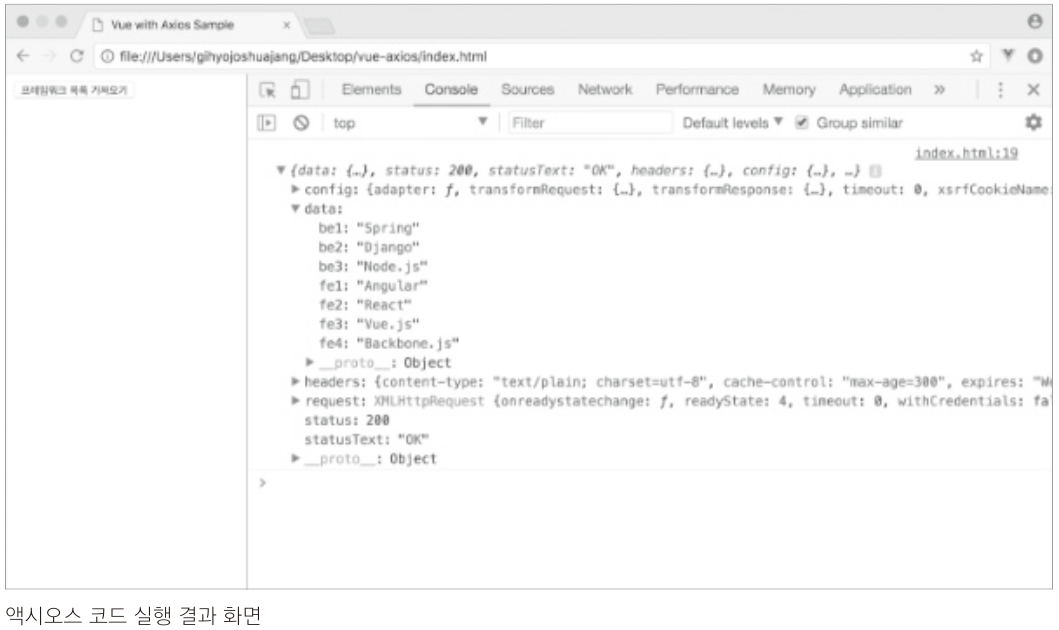 Vue with Axios Sample
file:///Users/gihyojoshuajang/Desktop/vue-axios/index.html
프레임워크 목록 가져오기
Elements Console Sources Network Performance Memory Application »
top Filter Default levels ▼ Group similar
index.html:19
▼{data: {…}, status: 200, statusText: "OK", headers: {…}, config: {…}, …}
▶config: {adapter: ƒ, transformRequest: {…}, transformResponse: {…}, timeout: 0, xsrfCookieName:
▼data:
be1: "Spring"
be2: "Django"
be3: "Node.js"
fe1: "Angular"
fe2: "React"
fe3: "Vue.js"
fe4: "Backbone.js"
▶__proto__: Object
▶headers: {content-type: "text/plain; charset=utf-8", cache-control: "max-age=300", expires: "We
▶request: XMLHttpRequest {onreadystatechange: ƒ, readyState: 4, timeout: 0, withCredentials: fal
status: 200
statusText: "OK"
▶__proto__: Object
>
액시오스 코드 실행 결과 화면